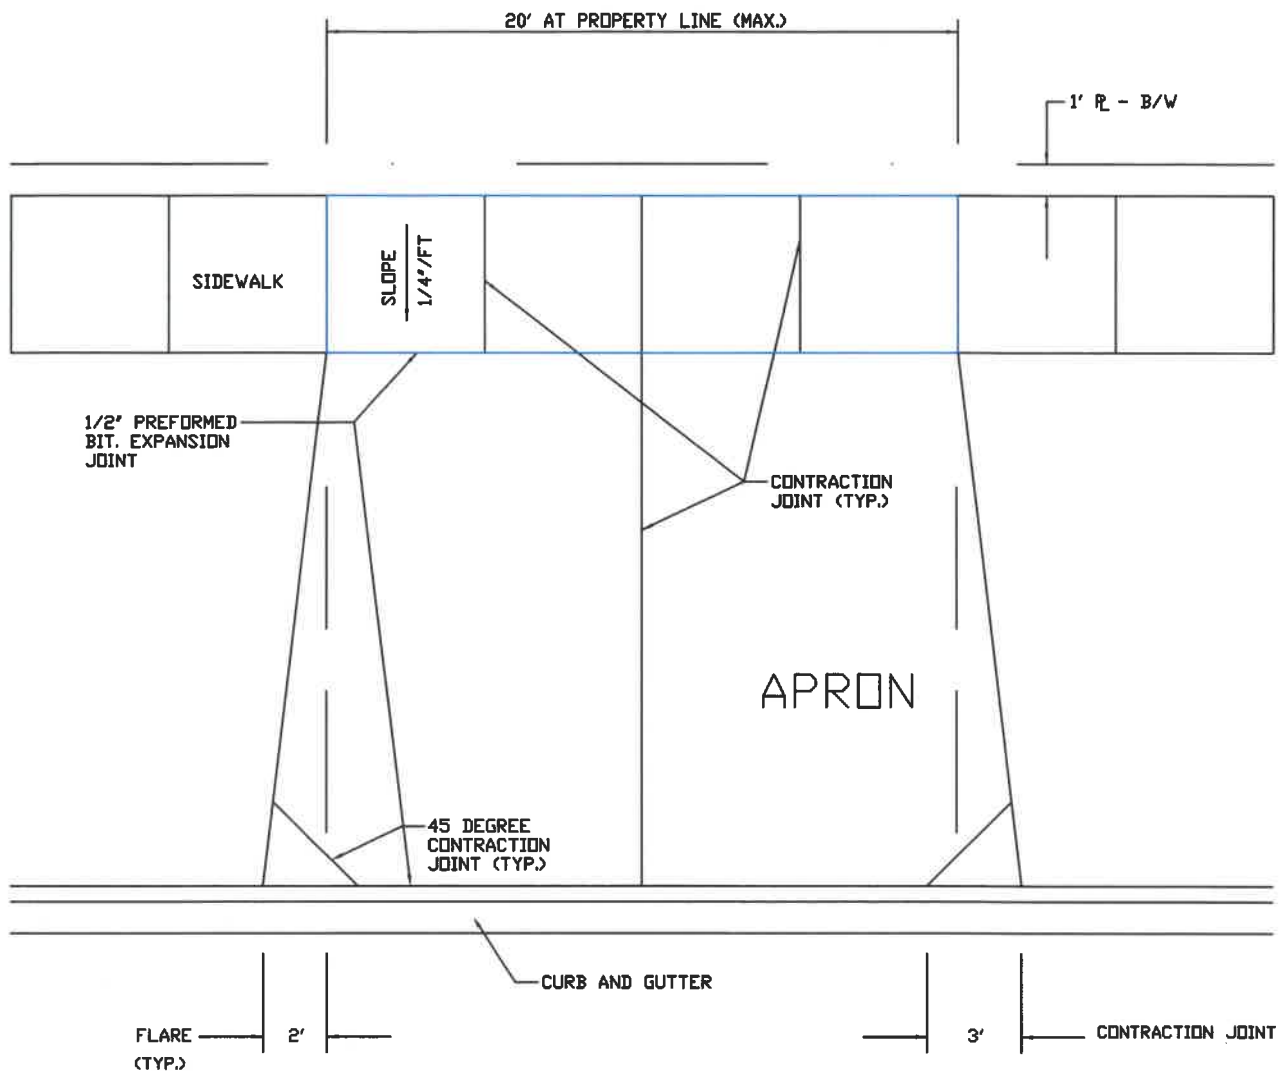 20' AT PROPERTY LINE (MAX.)
1' ℄ - B/W
SIDEWALK
SLOPE
1/4"/FT
1/2" PREFORMED
BIT. EXPANSION
JOINT
CONTRACTION
JOINT (TYP.)
APRON
45 DEGREE
CONTRACTION
JOINT (TYP.)
CURB AND GUTTER
FLARE
(TYP.)
2'
3'
CONTRACTION JOINT